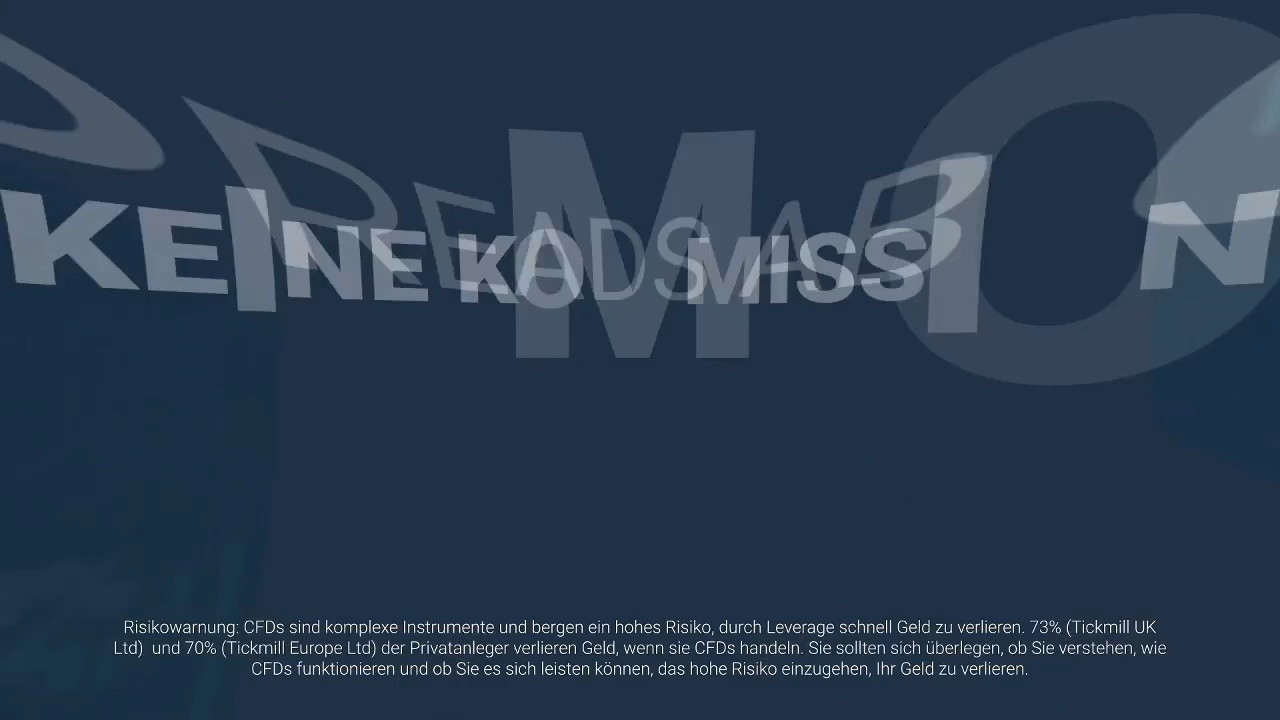 KEINE KOMMISSION
SPREADS AB 0
Risikowarnung: CFDs sind komplexe Instrumente und bergen ein hohes Risiko, durch Leverage schnell Geld zu verlieren. 73% (Tickmill UK
Ltd)  und 70% (Tickmill Europe Ltd) der Privatanleger verlieren Geld, wenn sie CFDs handeln. Sie sollten sich überlegen, ob Sie verstehen, wie
CFDs funktionieren und ob Sie es sich leisten können, das hohe Risiko einzugehen, Ihr Geld zu verlieren.